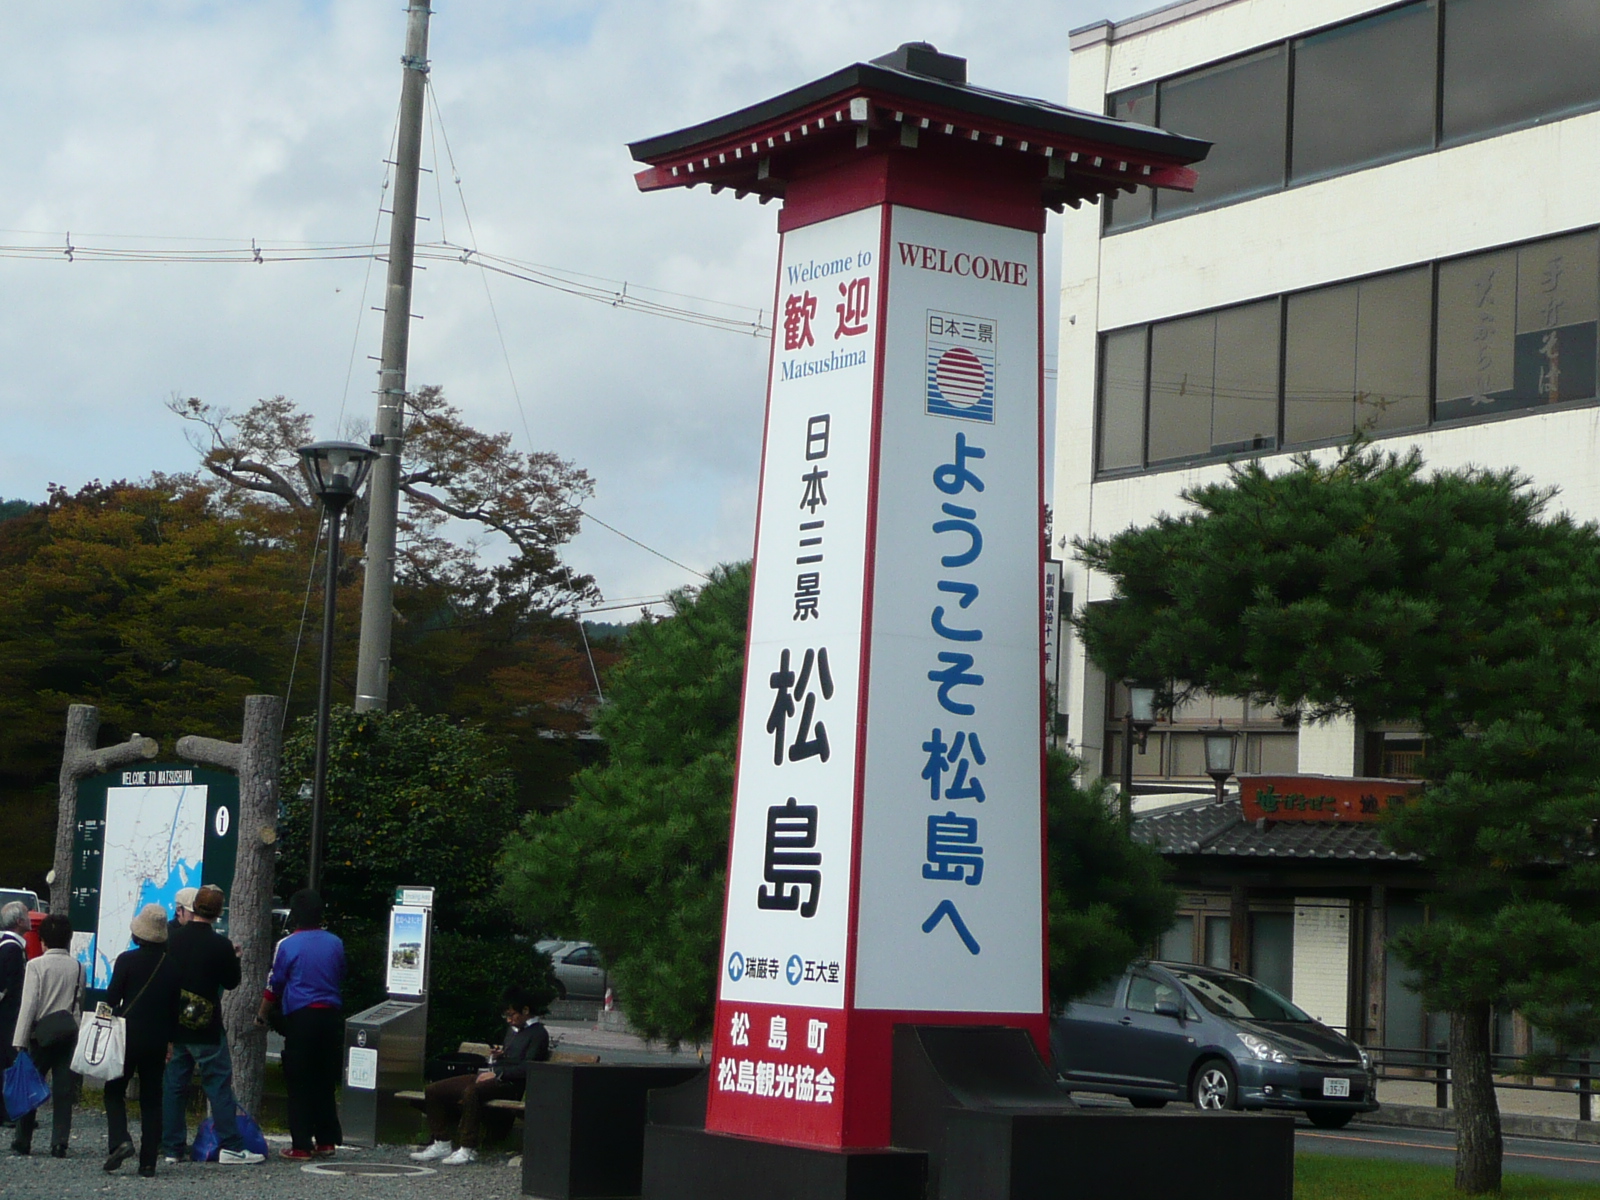 Welcome to
歓迎
Matsushima
日本三景
松島
瑞巌寺 五大堂
松島町
松島観光協会
WELCOME
日本三景
ようこそ松島へ
WELCOME TO MATSUSHIMA
i
35-71